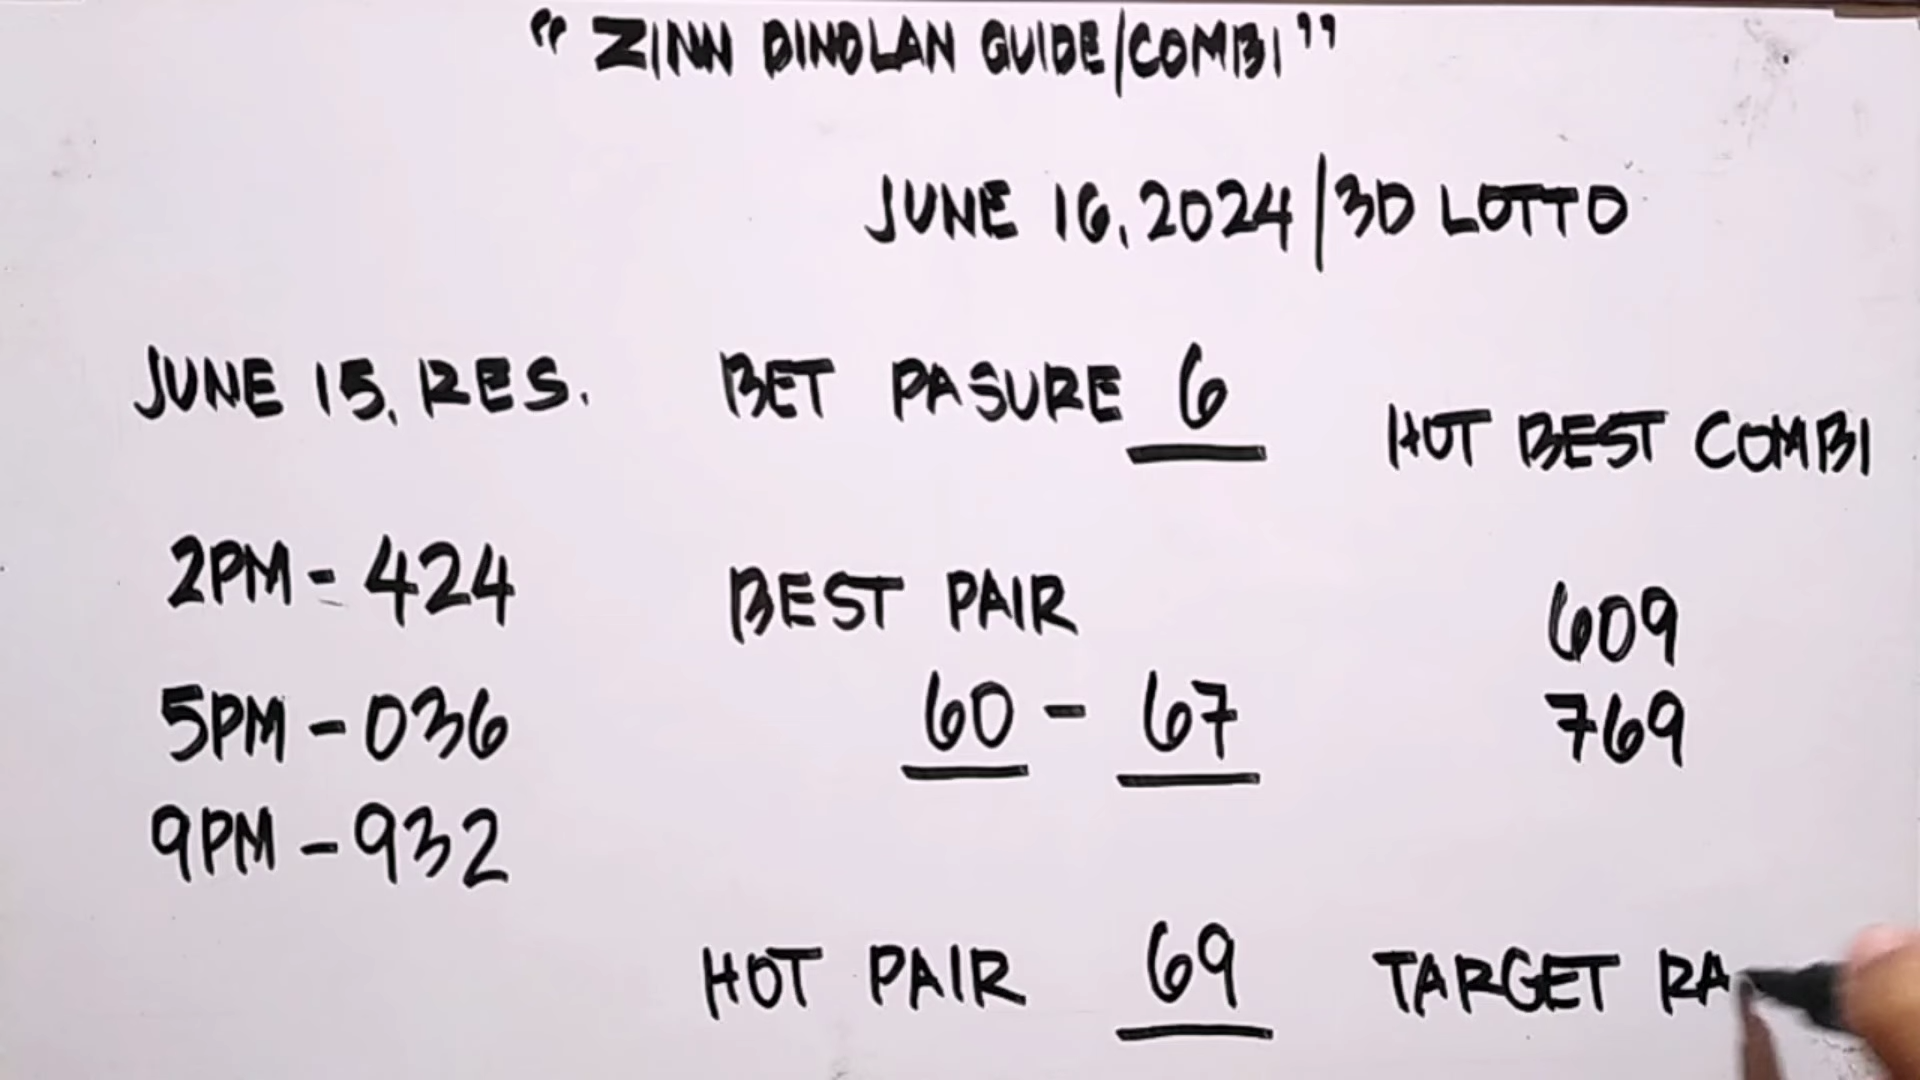 "ZINN DINOLAN GUIDE/COMBI"
JUNE 16, 2024/3D LOTTO
JUNE 15, RES.
2PM - 424
5PM - 036
9PM - 932
BET PASURE 6
BEST PAIR
60 - 67
HOT PAIR 69
HOT BEST COMBI
609
769
TARGET RA